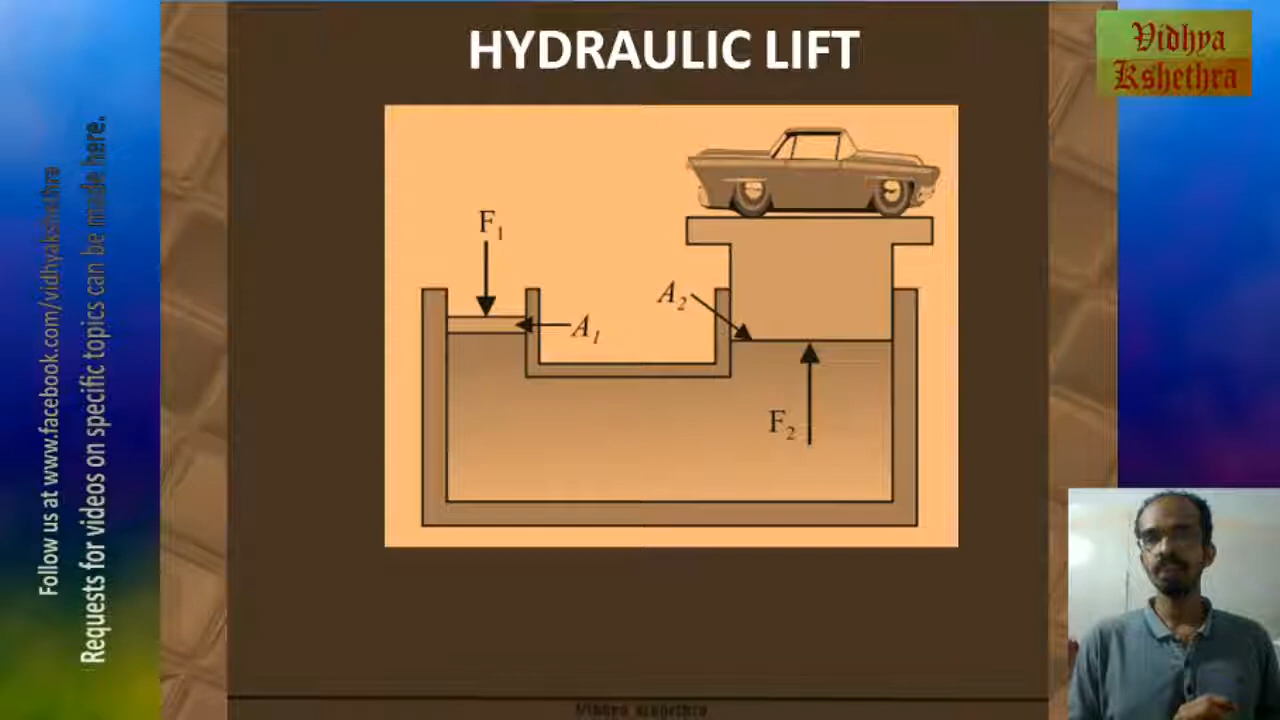 HYDRAULIC LIFT
Vidhya
Kshethra
Follow us at www.facebook.com/vidhyakshethra
Requests for videos on specific topics can be made here.
F₁
A₁
A₂
F₂
Vidhya Kshethra